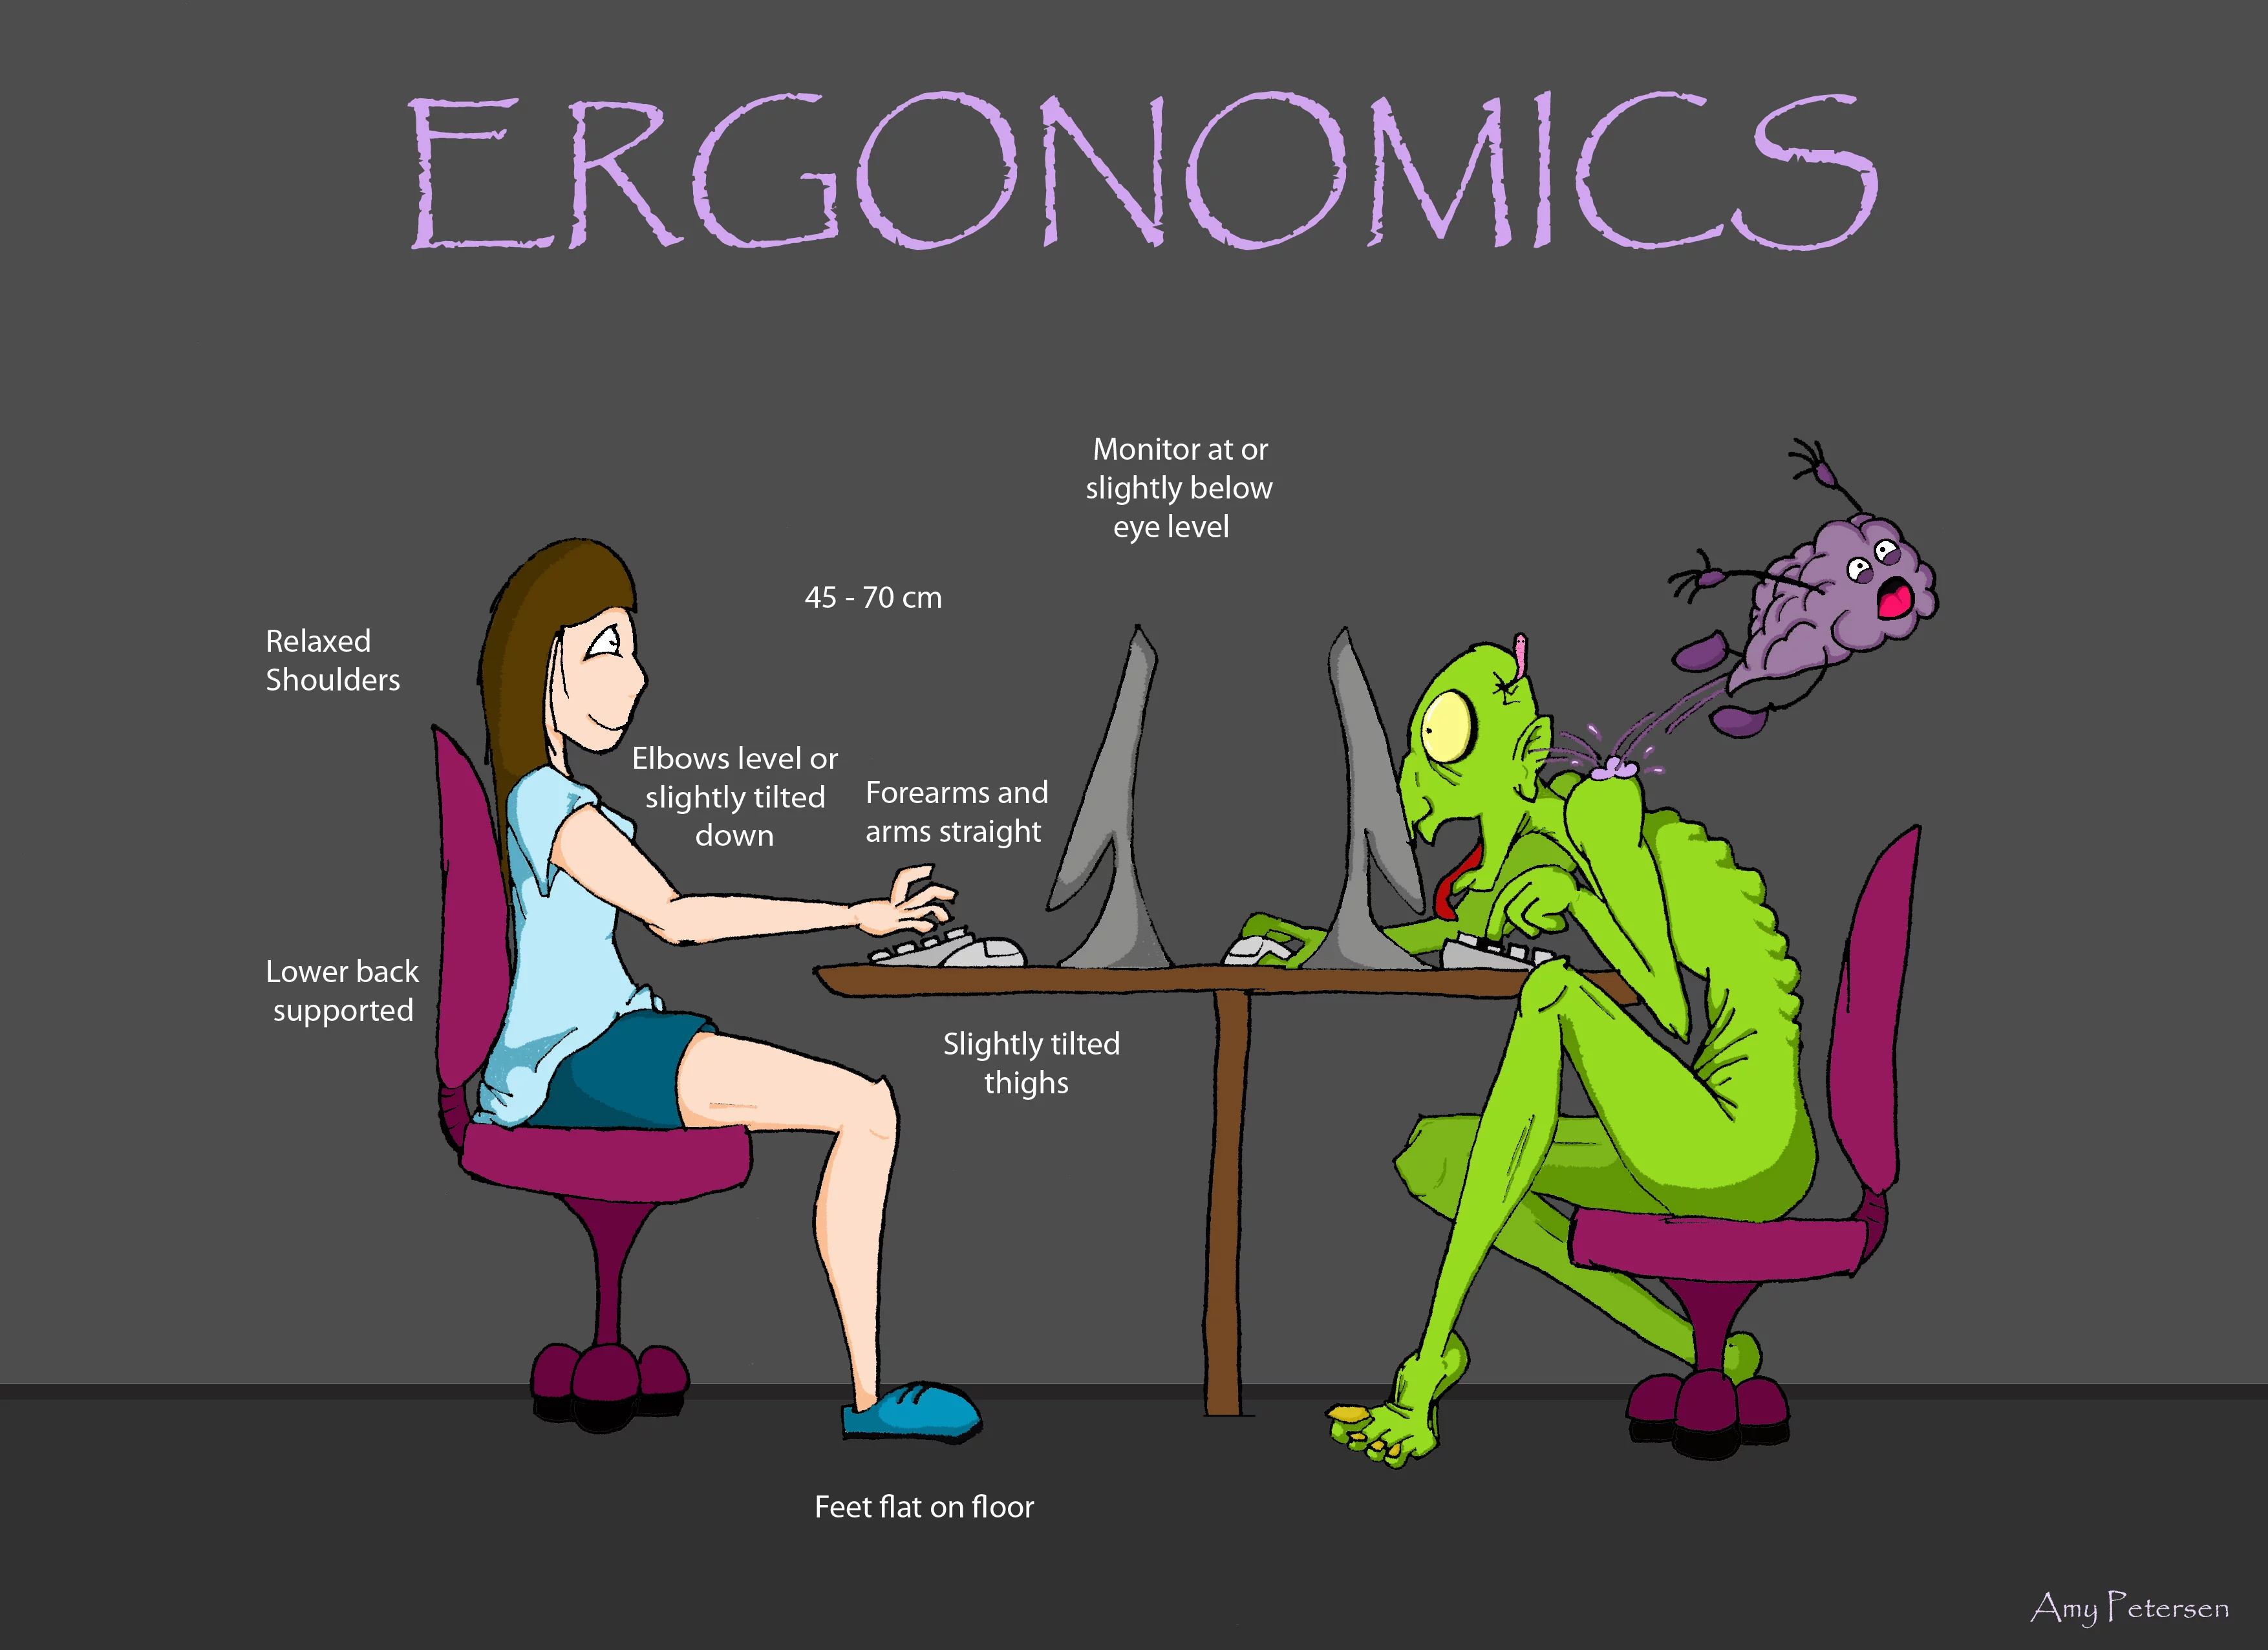 ERGONOMICS
Monitor at or
slightly below
eye level
45 - 70 cm
Relaxed
Shoulders
Elbows level or
slightly tilted
down
Forearms and
arms straight
Lower back
supported
Slightly tilted
thighs
Feet flat on floor
Amy Petersen